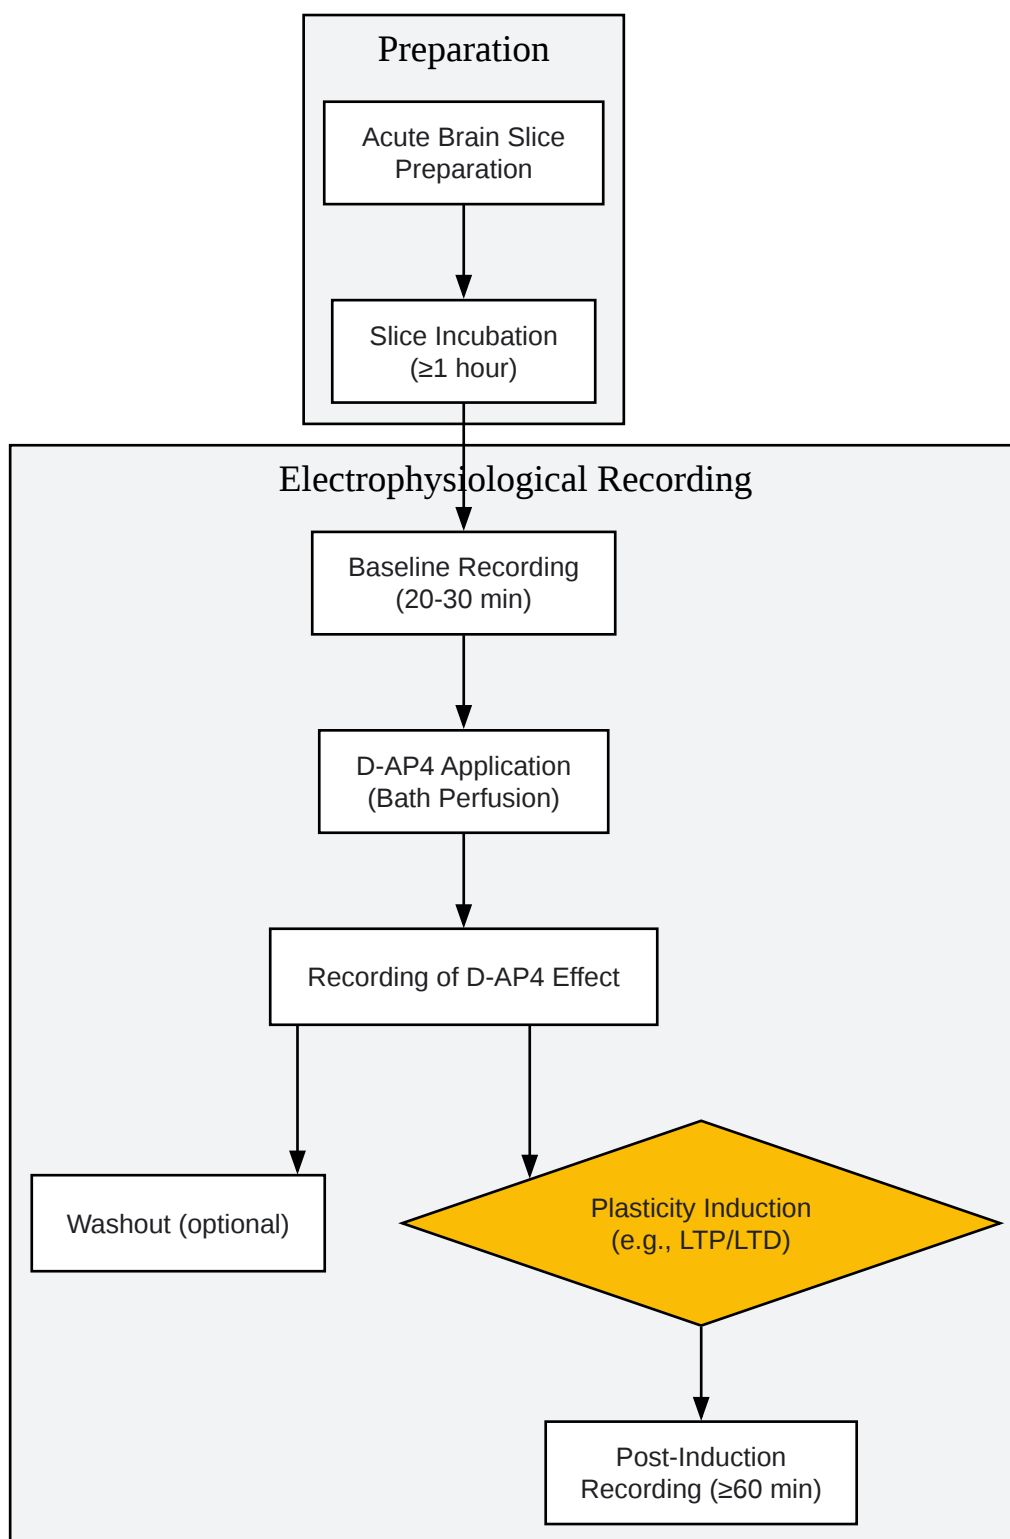 Preparation
Acute Brain Slice
Preparation
Slice Incubation
(≥1 hour)
Electrophysiological Recording
Baseline Recording
(20-30 min)
D-AP4 Application
(Bath Perfusion)
Recording of D-AP4 Effect
Washout (optional)
Plasticity Induction
(e.g., LTP/LTD)
Post-Induction
Recording (≥60 min)